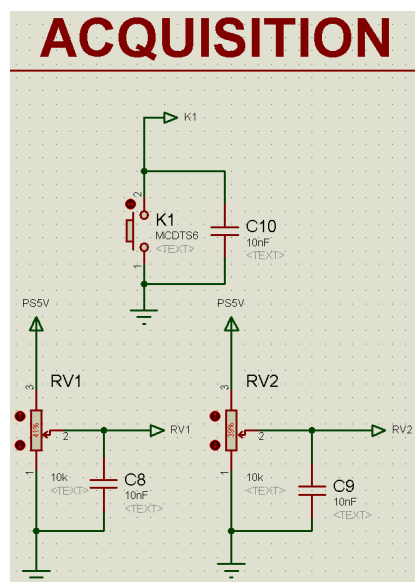 ACQUISITION
K1
2
K1
MCDTS6
<TEXT>
1
C10
10nF
<TEXT>
PS5V
PS5V
3
RV1
41%
2
RV1
1
10k
<TEXT>
C8
10nF
<TEXT>
3
RV2
39%
2
RV2
1
10k
<TEXT>
C9
10nF
<TEXT>